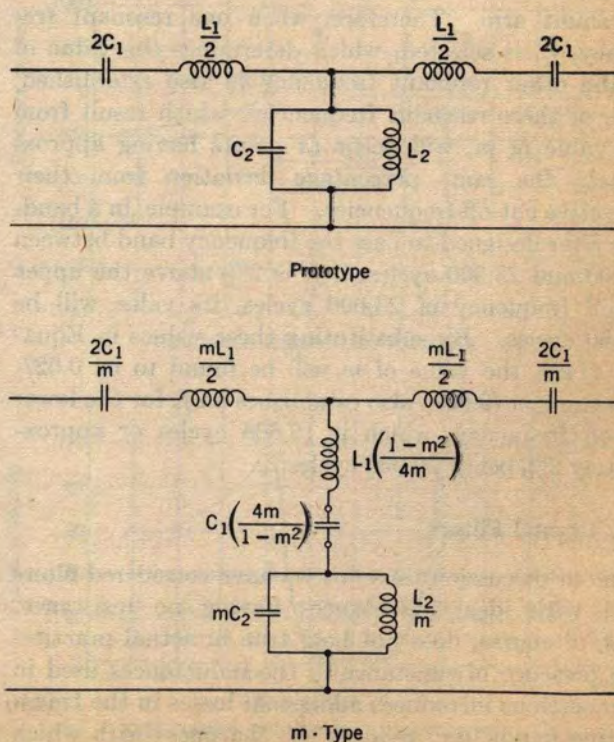 2C₁ L₁/2 L₁/2 2C₁
C₂ L₂
Prototype
2C₁/m mL₁/2 mL₁/2 2C₁/m
L₁((1 − m²)/4m)
C₁(4m/(1 − m²))
mC₂ L₂/m
m - Type